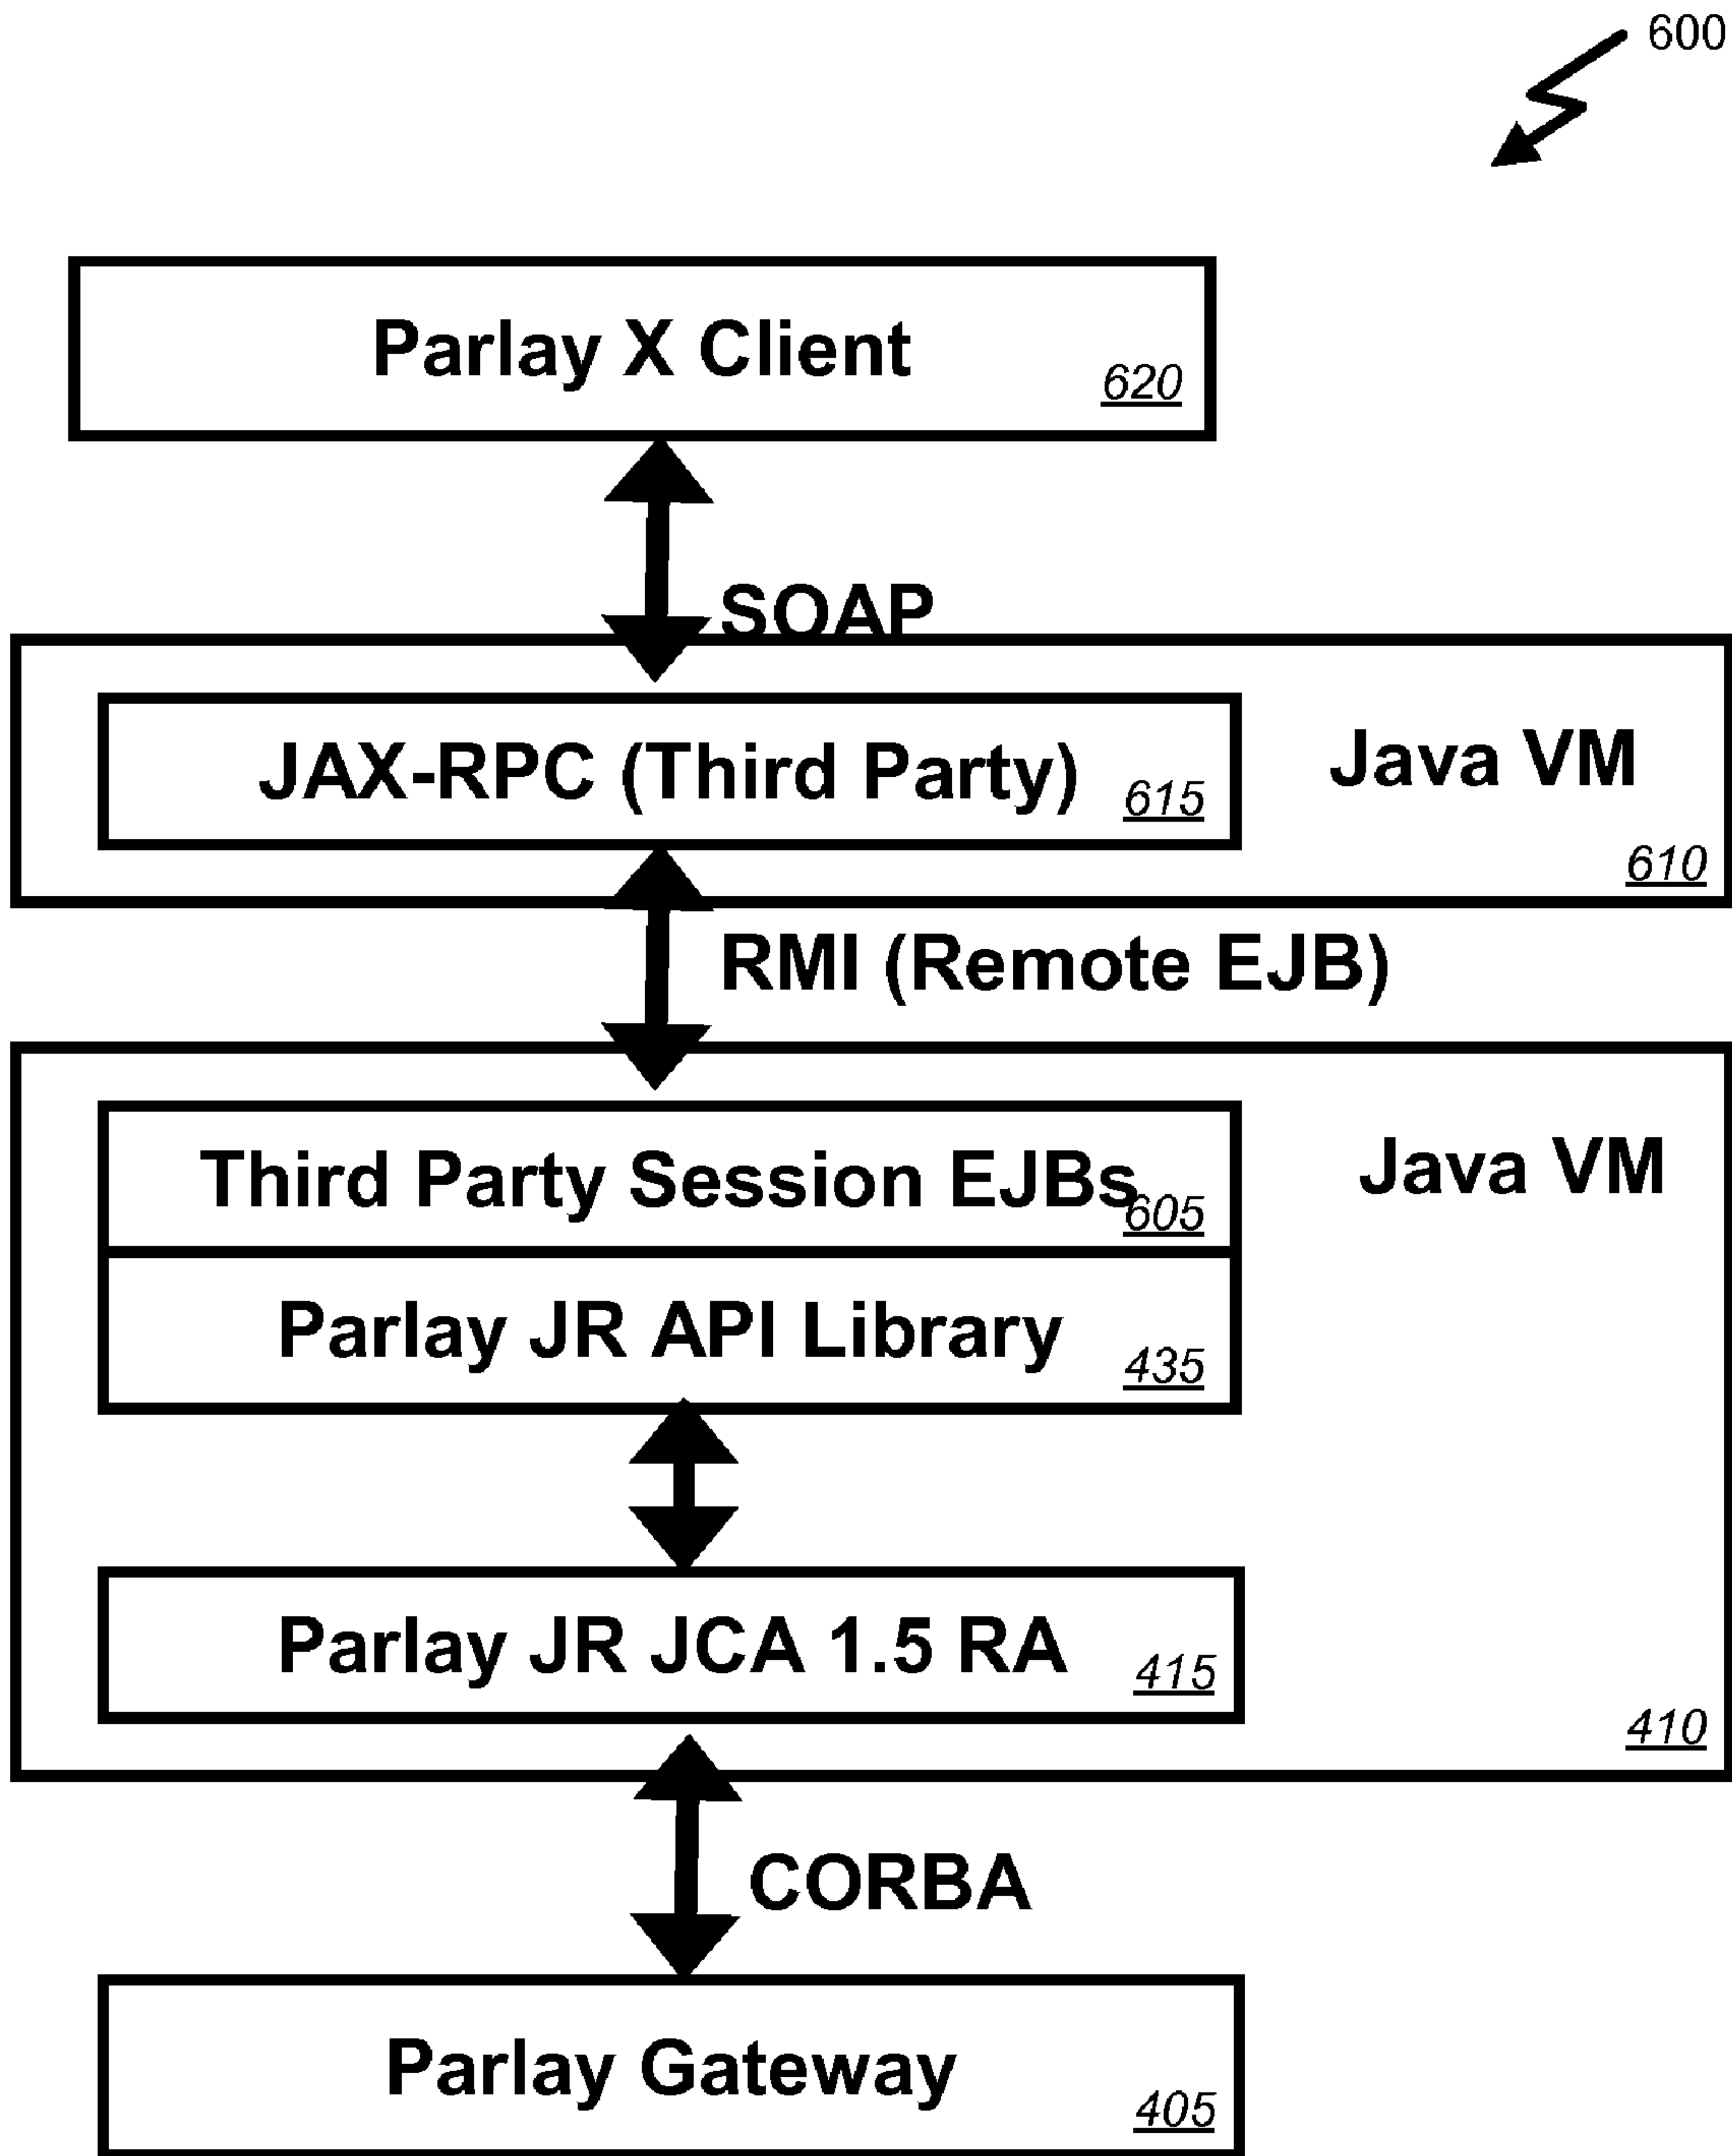 600
Parlay X Client
620
SOAP
JAX-RPC (Third Party)
615
Java VM
610
RMI (Remote EJB)
Third Party Session EJBs
605
Java VM
Parlay JR API Library
435
Parlay JR JCA 1.5 RA
415
410
CORBA
Parlay Gateway
405